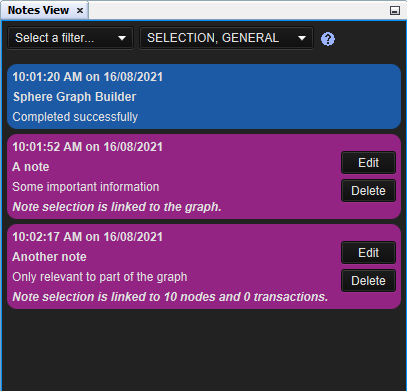 Notes View
Select a filter...
SELECTION, GENERAL
?
10:01:20 AM on 16/08/2021
Sphere Graph Builder
Completed successfully
10:01:52 AM on 16/08/2021
A note
Some important information
Note selection is linked to the graph.
Edit
Delete
10:02:17 AM on 16/08/2021
Another note
Only relevant to part of the graph
Note selection is linked to 10 nodes and 0 transactions.
Edit
Delete